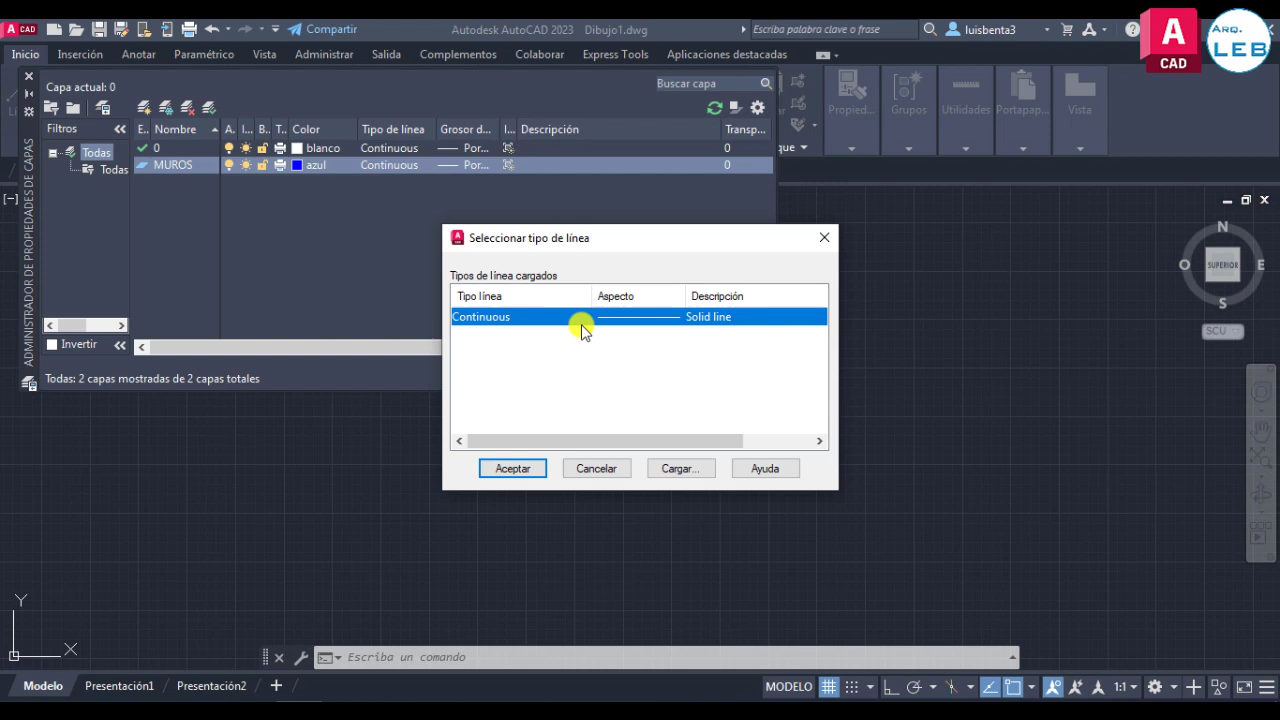 A CAD Compartir Autodesk AutoCAD 2023 Dibujo1.dwg Escriba palabra clave o frase luisbenta3
A CAD
ARQ. LEB
Inicio Inserción Anotar Paramétrico Vista Administrar Salida Complementos Colaborar Express Tools Aplicaciones destacadas
Capa actual: 0
Buscar capa
Propied... Grupos Utilidades Portapap... Vista
Filtros
E.. Nombre A. I... B.. T.. Color Tipo de línea Grosor d... I... Descripción Transp...
Todas
0 blanco Continuous Por... 0
Todas
MUROS azul Continuous Por... 0
que
ADMINISTRADOR DE PROPIEDADES DE CAPAS
Invertir
Todas: 2 capas mostradas de 2 capas totales
Seleccionar tipo de línea
Tipos de línea cargados
Tipo línea Aspecto Descripción
Continuous Solid line
Aceptar Cancelar Cargar... Ayuda
[−]
N
O SUPERIOR E
S
SCU
Y
X
Escriba un comando
Modelo Presentación1 Presentación2 + MODELO 1:1